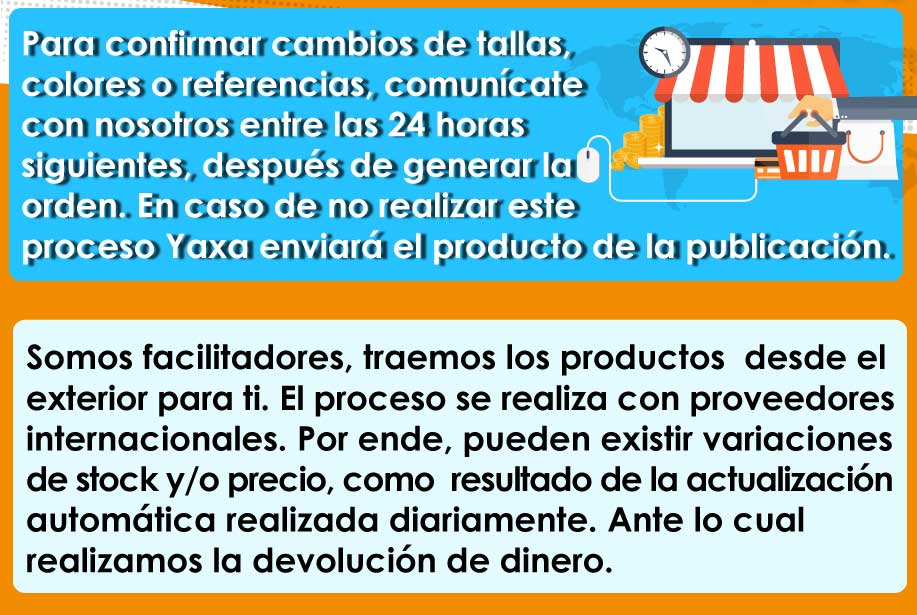 Para confirmar cambios de tallas,
colores o referencias, comunícate
con nosotros entre las 24 horas
siguientes, después de generar la
orden. En caso de no realizar este
proceso Yaxa enviará el producto de la publicación.
Somos facilitadores, traemos los productos desde el
exterior para ti. El proceso se realiza con proveedores
internacionales. Por ende, pueden existir variaciones
de stock y/o precio, como resultado de la actualización
automática realizada diariamente. Ante lo cual
realizamos la devolución de dinero.